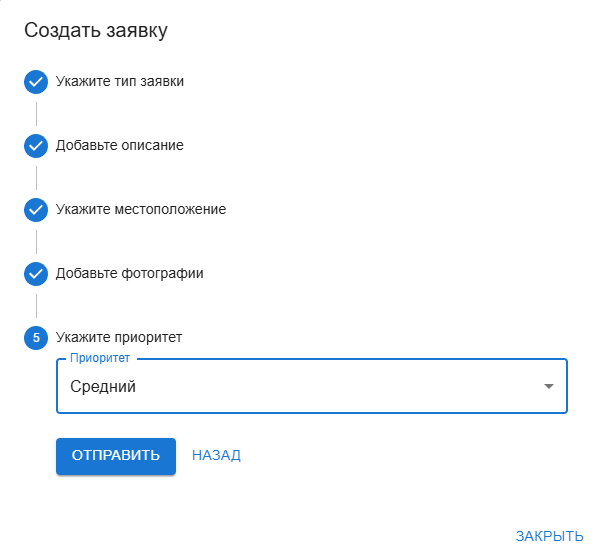 Создать заявку
Укажите тип заявки
Добавьте описание
Укажите местоположение
Добавьте фотографии
5 Укажите приоритет
Приоритет
Средний
ОТПРАВИТЬ НАЗАД
ЗАКРЫТЬ